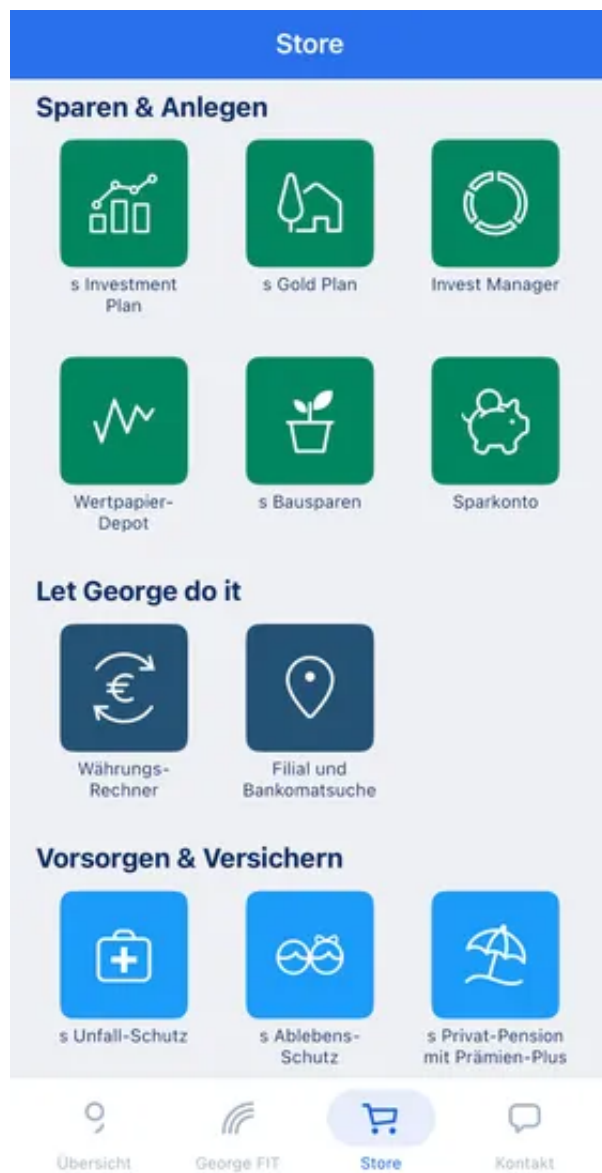 Store
Sparen & Anlegen
s Investment
Plan
s Gold Plan
Invest Manager
Wertpapier-
Depot
s Bausparen
Sparkonto
Let George do it
€
Währungs-
Rechner
Filial und
Bankomatsuche
Vorsorgen & Versichern
s Unfall-Schutz
s Ablebens-
Schutz
s Privat-Pension
mit Prämien-Plus
Übersicht
George FIT
Store
Kontakt